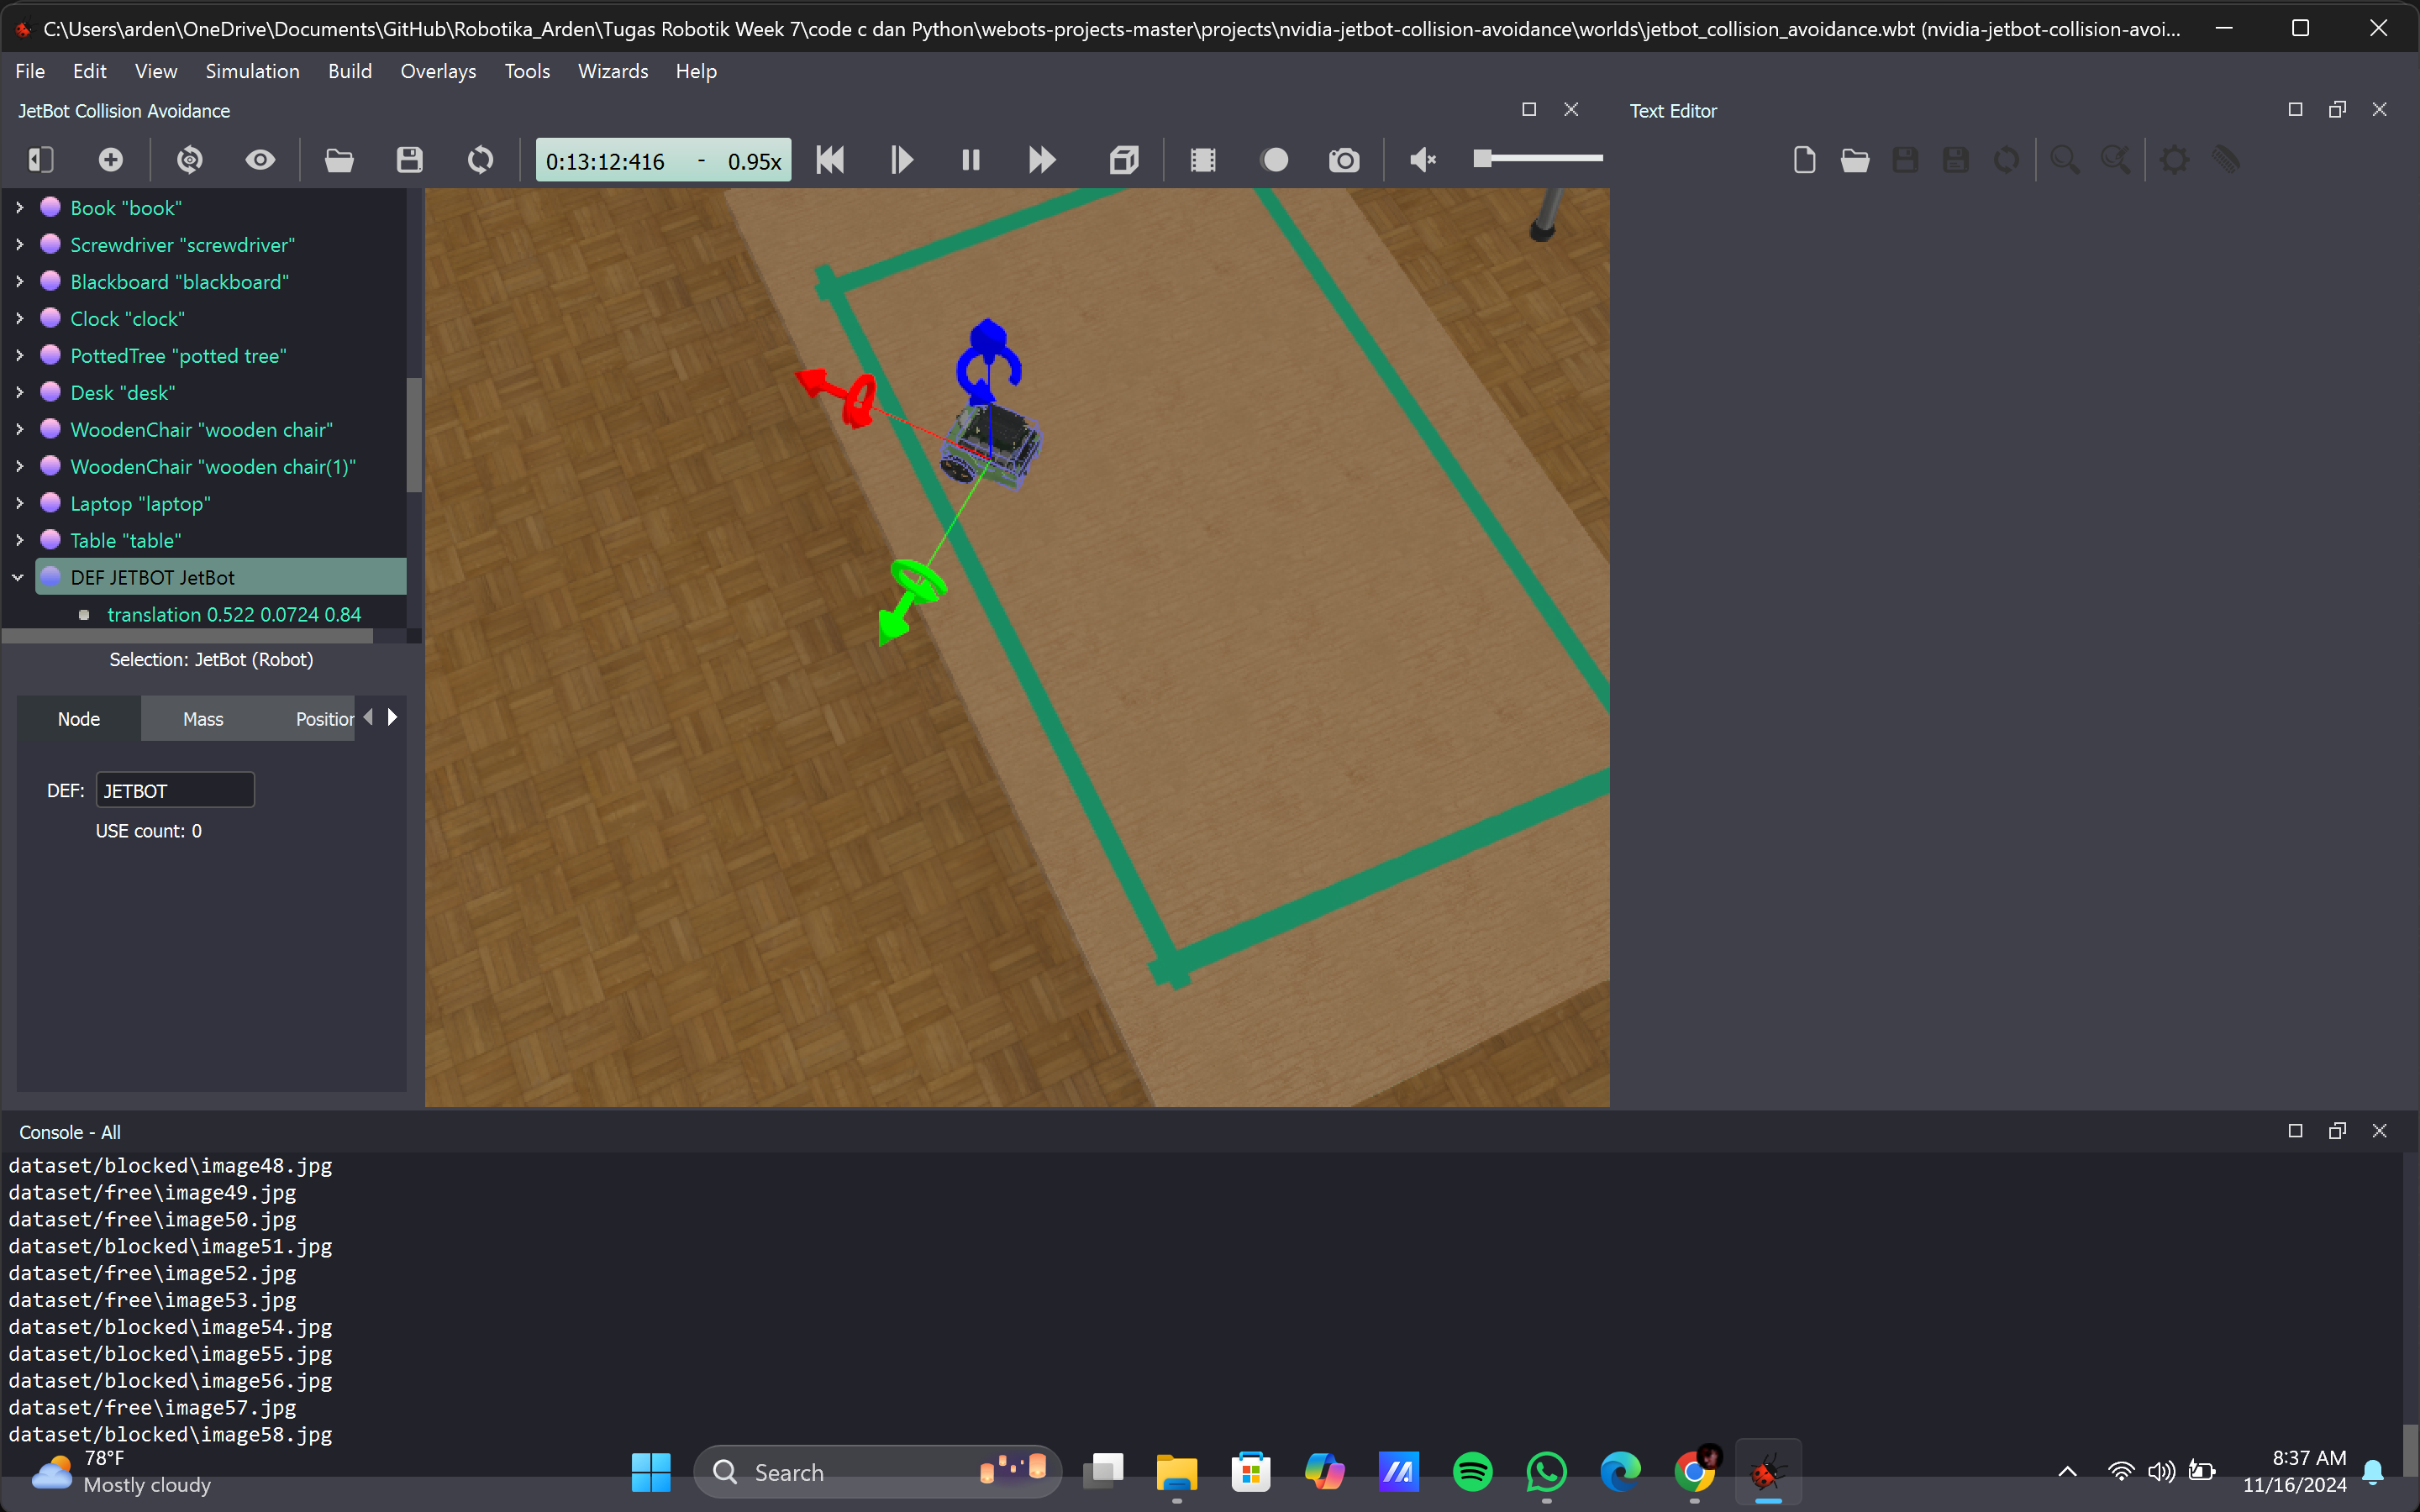 C:\Users\arden\OneDrive\Documents\GitHub\Robotika_Arden\Tugas Robotik Week 7\code c dan Python\webots-projects-master\projects\nvidia-jetbot-collision-avoidance\worlds\jetbot_collision_avoidance.wbt (nvidia-jetbot-collision-avoi...
File Edit View Simulation Build Overlays Tools Wizards Help
JetBot Collision Avoidance
Text Editor
0:13:12:416 - 0.95x
Book "book"
Screwdriver "screwdriver"
Blackboard "blackboard"
Clock "clock"
PottedTree "potted tree"
Desk "desk"
WoodenChair "wooden chair"
WoodenChair "wooden chair(1)"
Laptop "laptop"
Table "table"
DEF JETBOT JetBot
translation 0.522 0.0724 0.84
Selection: JetBot (Robot)
Node Mass Position
DEF: JETBOT
USE count: 0
Console - All
dataset/blocked\image48.jpg
dataset/free\image49.jpg
dataset/free\image50.jpg
dataset/blocked\image51.jpg
dataset/free\image52.jpg
dataset/free\image53.jpg
dataset/blocked\image54.jpg
dataset/blocked\image55.jpg
dataset/blocked\image56.jpg
dataset/free\image57.jpg
dataset/blocked\image58.jpg
78°F
Mostly cloudy
Search
8:37 AM
11/16/2024